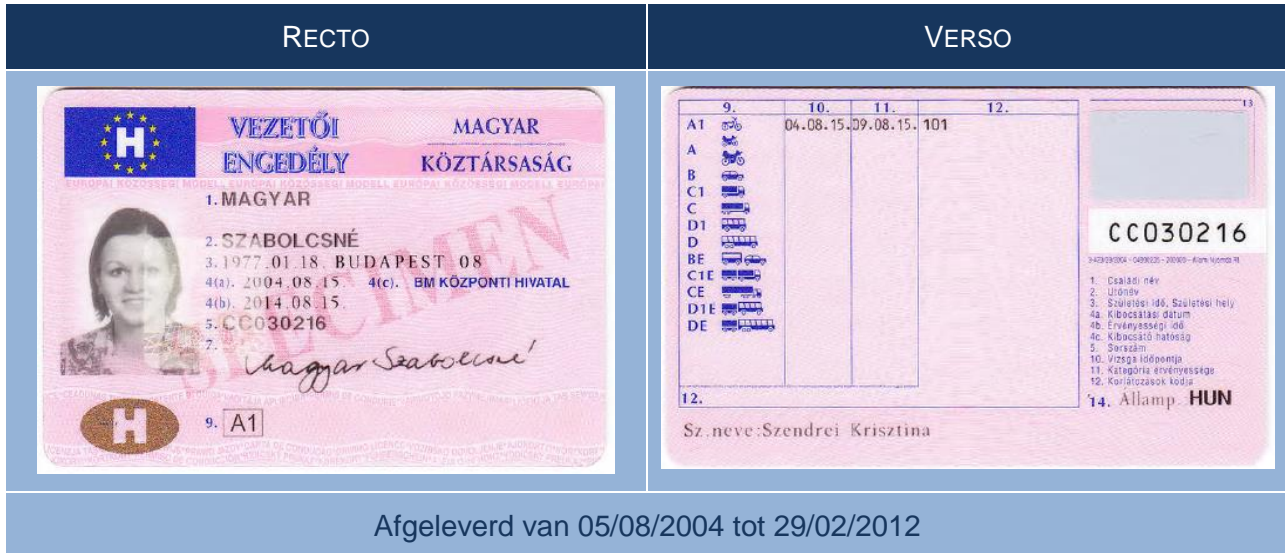 RECTO
VERSO
H
VEZETŐI
ENGEDÉLY
MAGYAR
KÖZTÁRSASÁG
1. MAGYAR
2. SZABOLCSNÉ
3. 1977.01.18. BUDAPEST 08
4(a). 2004.08.15. 4(c). BM KÖZPONTI HIVATAL
4(b). 2014.08.15.
5. CC030216
7. Magyar Szabolcsné
SPECIMEN
H
9. A1
9. 10. 11. 12.
A1 04.08.15. 09.08.15. 101
A
B
C1
C
D1
D
BE
C1E
CE
D1E
DE
12.
Sz.neve:Szendrei Krisztina
13
CC030216
1. Családi név
2. Utónév
3. Születési idő, Születési hely
4a. Kibocsátási dátum
4b. Érvényességi idő
4c. Kibocsátó hatóság
5. Sorszám
10. Vizsga időpontja
11. Kategória érvényessége
12. Korlátozások kódja
14. Államp. HUN
Afgeleverd van 05/08/2004 tot 29/02/2012